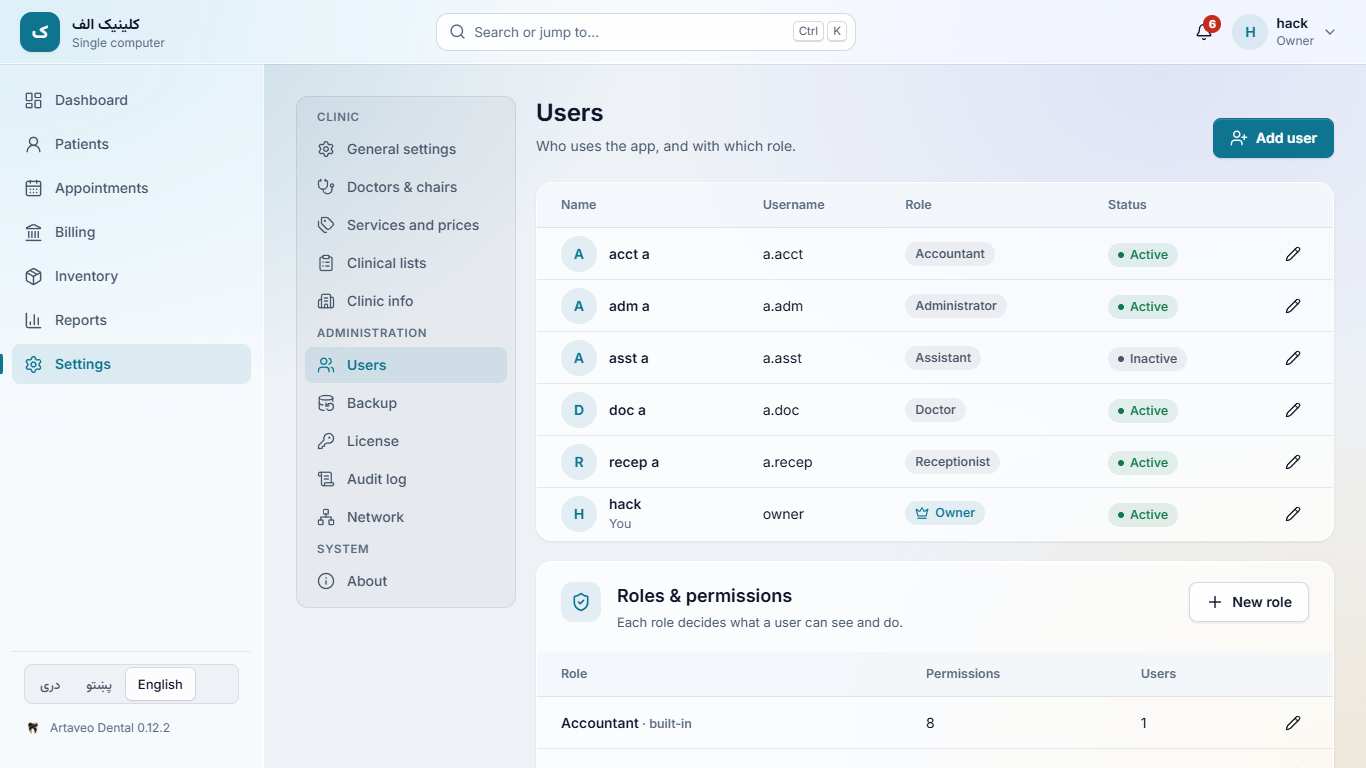 ک
کلینیک الف
Single computer
Search or jump to...
Ctrl K
6
H
hack
Owner
Dashboard
Patients
Appointments
Billing
Inventory
Reports
Settings
دری
پښتو
English
Artaveo Dental 0.12.2
CLINIC
General settings
Doctors & chairs
Services and prices
Clinical lists
Clinic info
ADMINISTRATION
Users
Backup
License
Audit log
Network
SYSTEM
About
Users
Who uses the app, and with which role.
Add user
Name Username Role Status
A acct a a.acct Accountant Active
A adm a a.adm Administrator Active
A asst a a.asst Assistant Inactive
D doc a a.doc Doctor Active
R recep a a.recep Receptionist Active
H hack owner Owner Active
You
Roles & permissions
Each role decides what a user can see and do.
New role
Role Permissions Users
Accountant · built-in 8 1